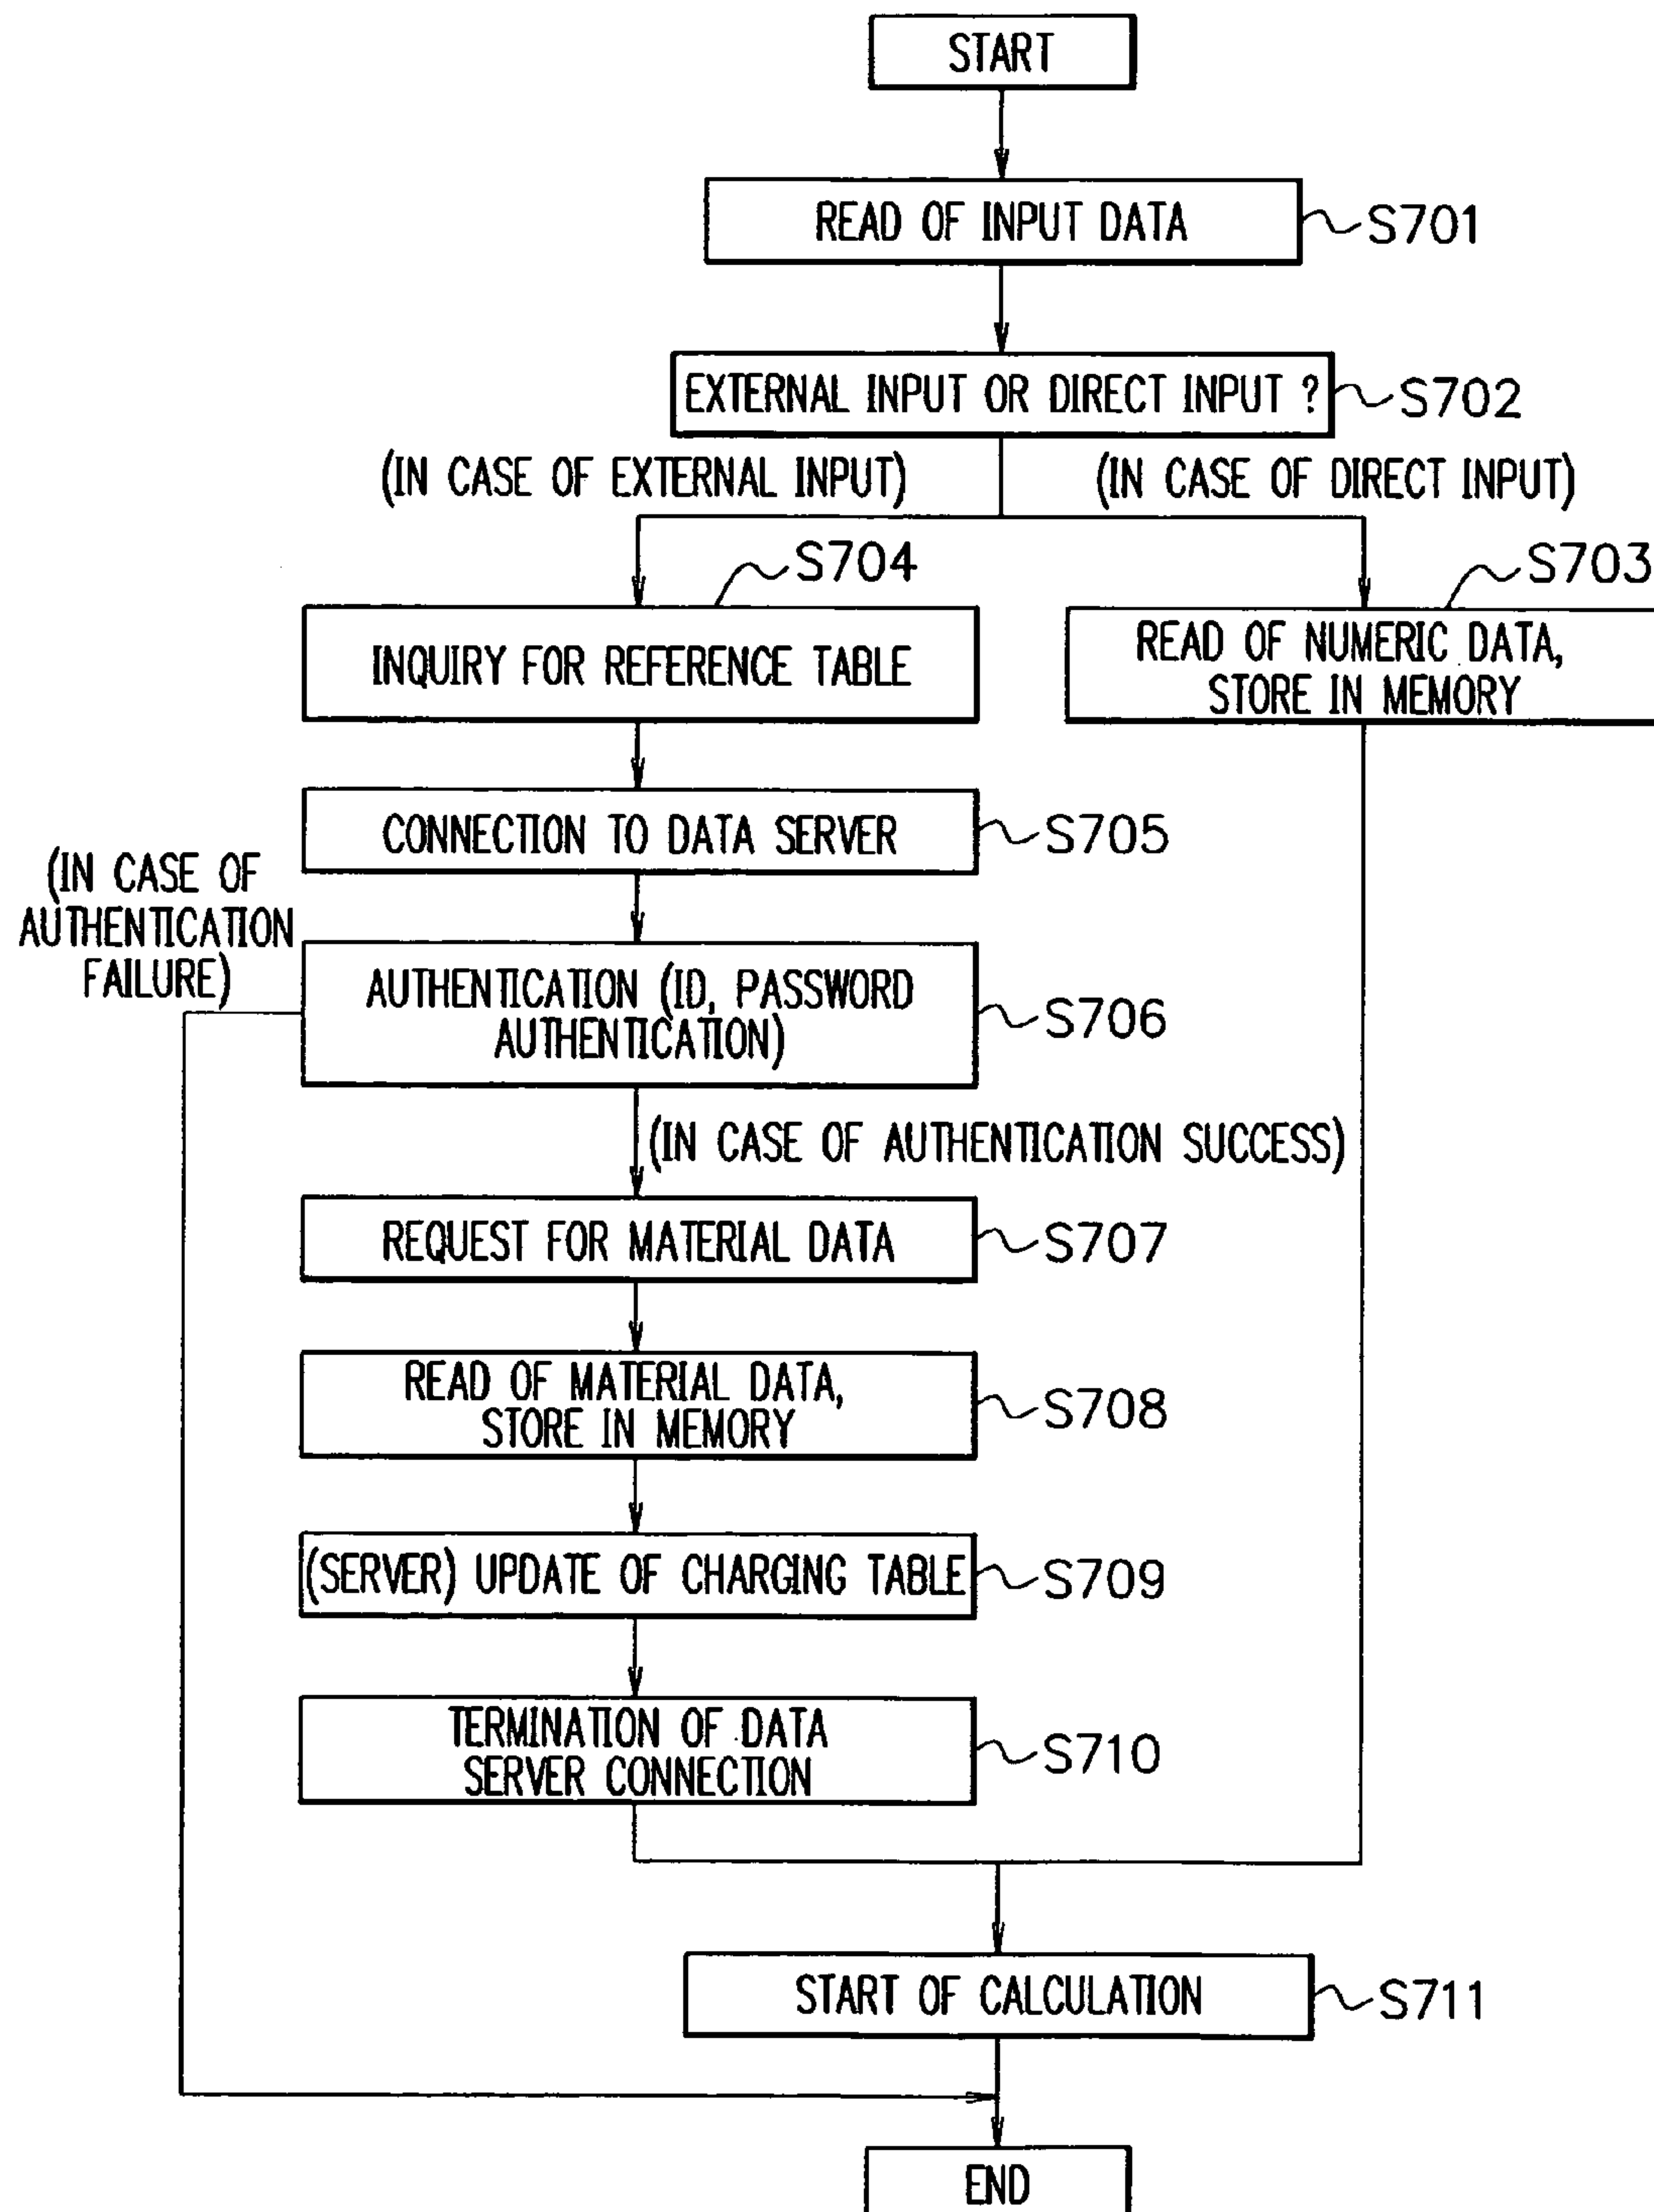 START
READ OF INPUT DATA
S701
EXTERNAL INPUT OR DIRECT INPUT ?
S702
(IN CASE OF EXTERNAL INPUT)
(IN CASE OF DIRECT INPUT)
S704
S703
INQUIRY FOR REFERENCE TABLE
READ OF NUMERIC DATA,
STORE IN MEMORY
CONNECTION TO DATA SERVER
S705
(IN CASE OF
AUTHENTICATION
FAILURE)
AUTHENTICATION (ID, PASSWORD
AUTHENTICATION)
S706
(IN CASE OF AUTHENTICATION SUCCESS)
REQUEST FOR MATERIAL DATA
S707
READ OF MATERIAL DATA,
STORE IN MEMORY
S708
(SERVER) UPDATE OF CHARGING TABLE
S709
TERMINATION OF DATA
SERVER CONNECTION
S710
START OF CALCULATION
S711
END